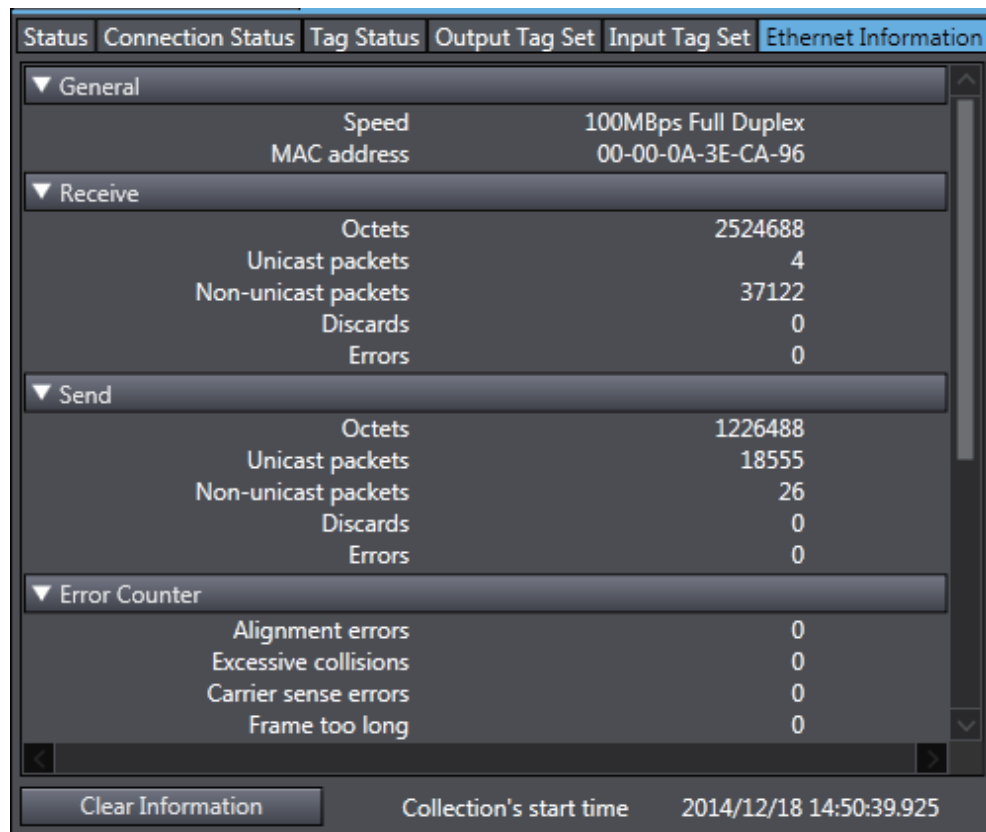 Status Connection Status Tag Status Output Tag Set Input Tag Set Ethernet Information
▼ General
Speed 100MBps Full Duplex
MAC address 00-00-0A-3E-CA-96
▼ Receive
Octets 2524688
Unicast packets 4
Non-unicast packets 37122
Discards 0
Errors 0
▼ Send
Octets 1226488
Unicast packets 18555
Non-unicast packets 26
Discards 0
Errors 0
▼ Error Counter
Alignment errors 0
Excessive collisions 0
Carrier sense errors 0
Frame too long 0
Clear Information Collection's start time 2014/12/18 14:50:39.925